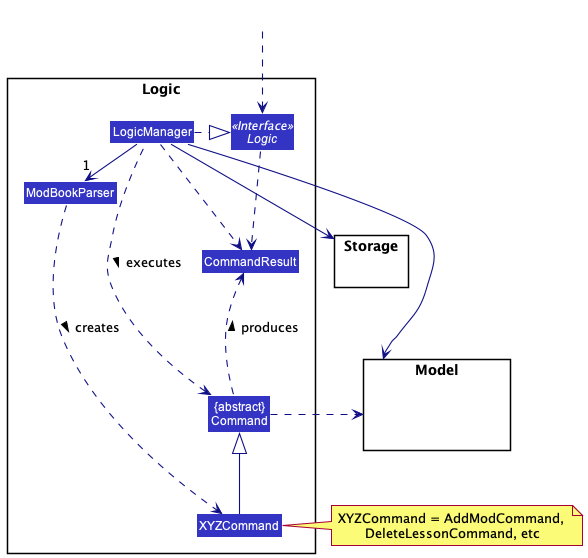 Logic
LogicManager
«Interface»
Logic
1
ModBookParser
Storage
CommandResult
executes
creates
produces
Model
{abstract}
Command
XYZCommand
XYZCommand = AddModCommand,
DeleteLessonCommand, etc